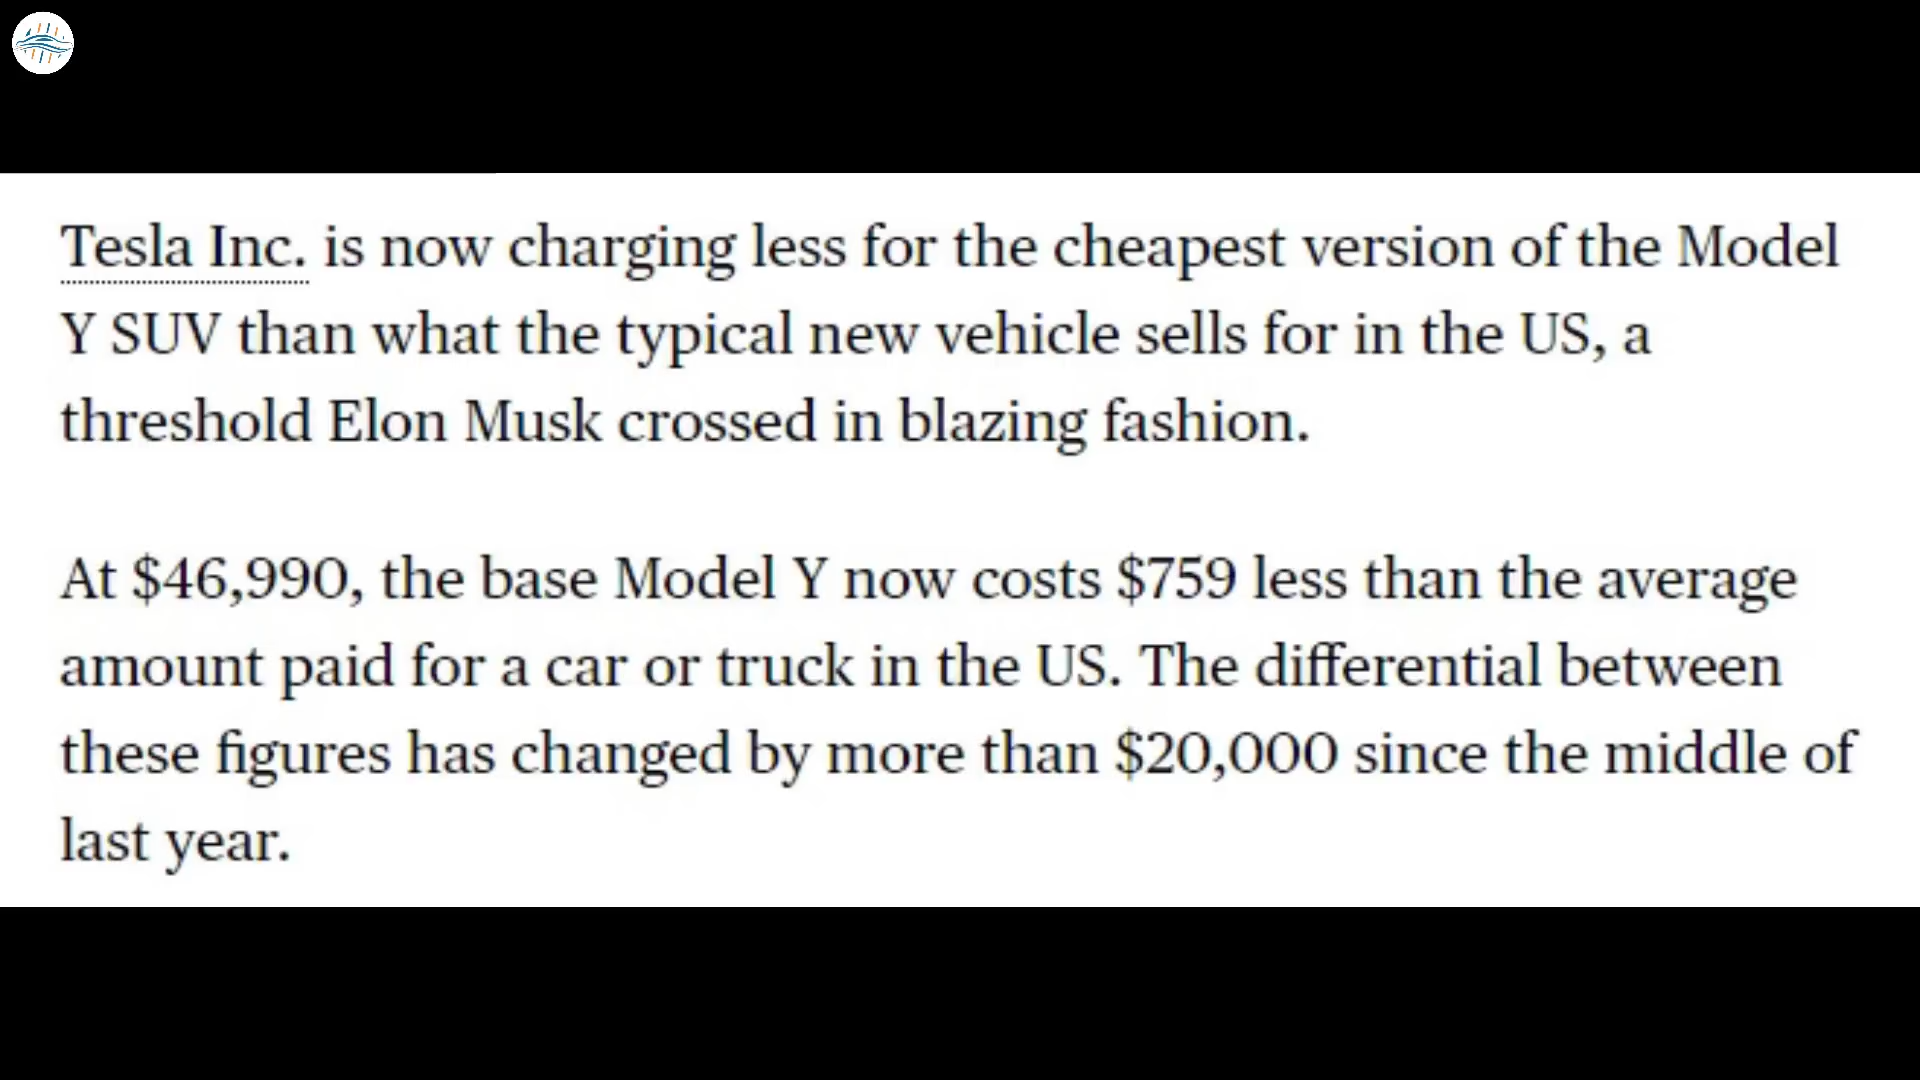 Tesla Inc. is now charging less for the cheapest version of the Model
Y SUV than what the typical new vehicle sells for in the US, a
threshold Elon Musk crossed in blazing fashion.
At $46,990, the base Model Y now costs $759 less than the average
amount paid for a car or truck in the US. The differential between
these figures has changed by more than $20,000 since the middle of
last year.